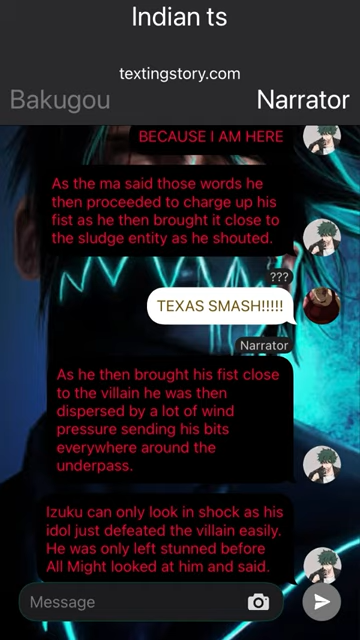 Indian ts
textingstory.com
Bakugou
Narrator
BECAUSE I AM HERE
As the ma said those words he
then proceeded to charge up his
fist as he then brought it close to
the sludge entity as he shouted.
???
TEXAS SMASH!!!!!
Narrator
As he then brought his fist close
to the villain he was then
dispersed by a lot of wind
pressure sending his bits
everywhere around the
underpass.
Izuku can only look in shock as his
idol just defeated the villain easily.
He was only left stunned before
All Might looked at him and said.
Message